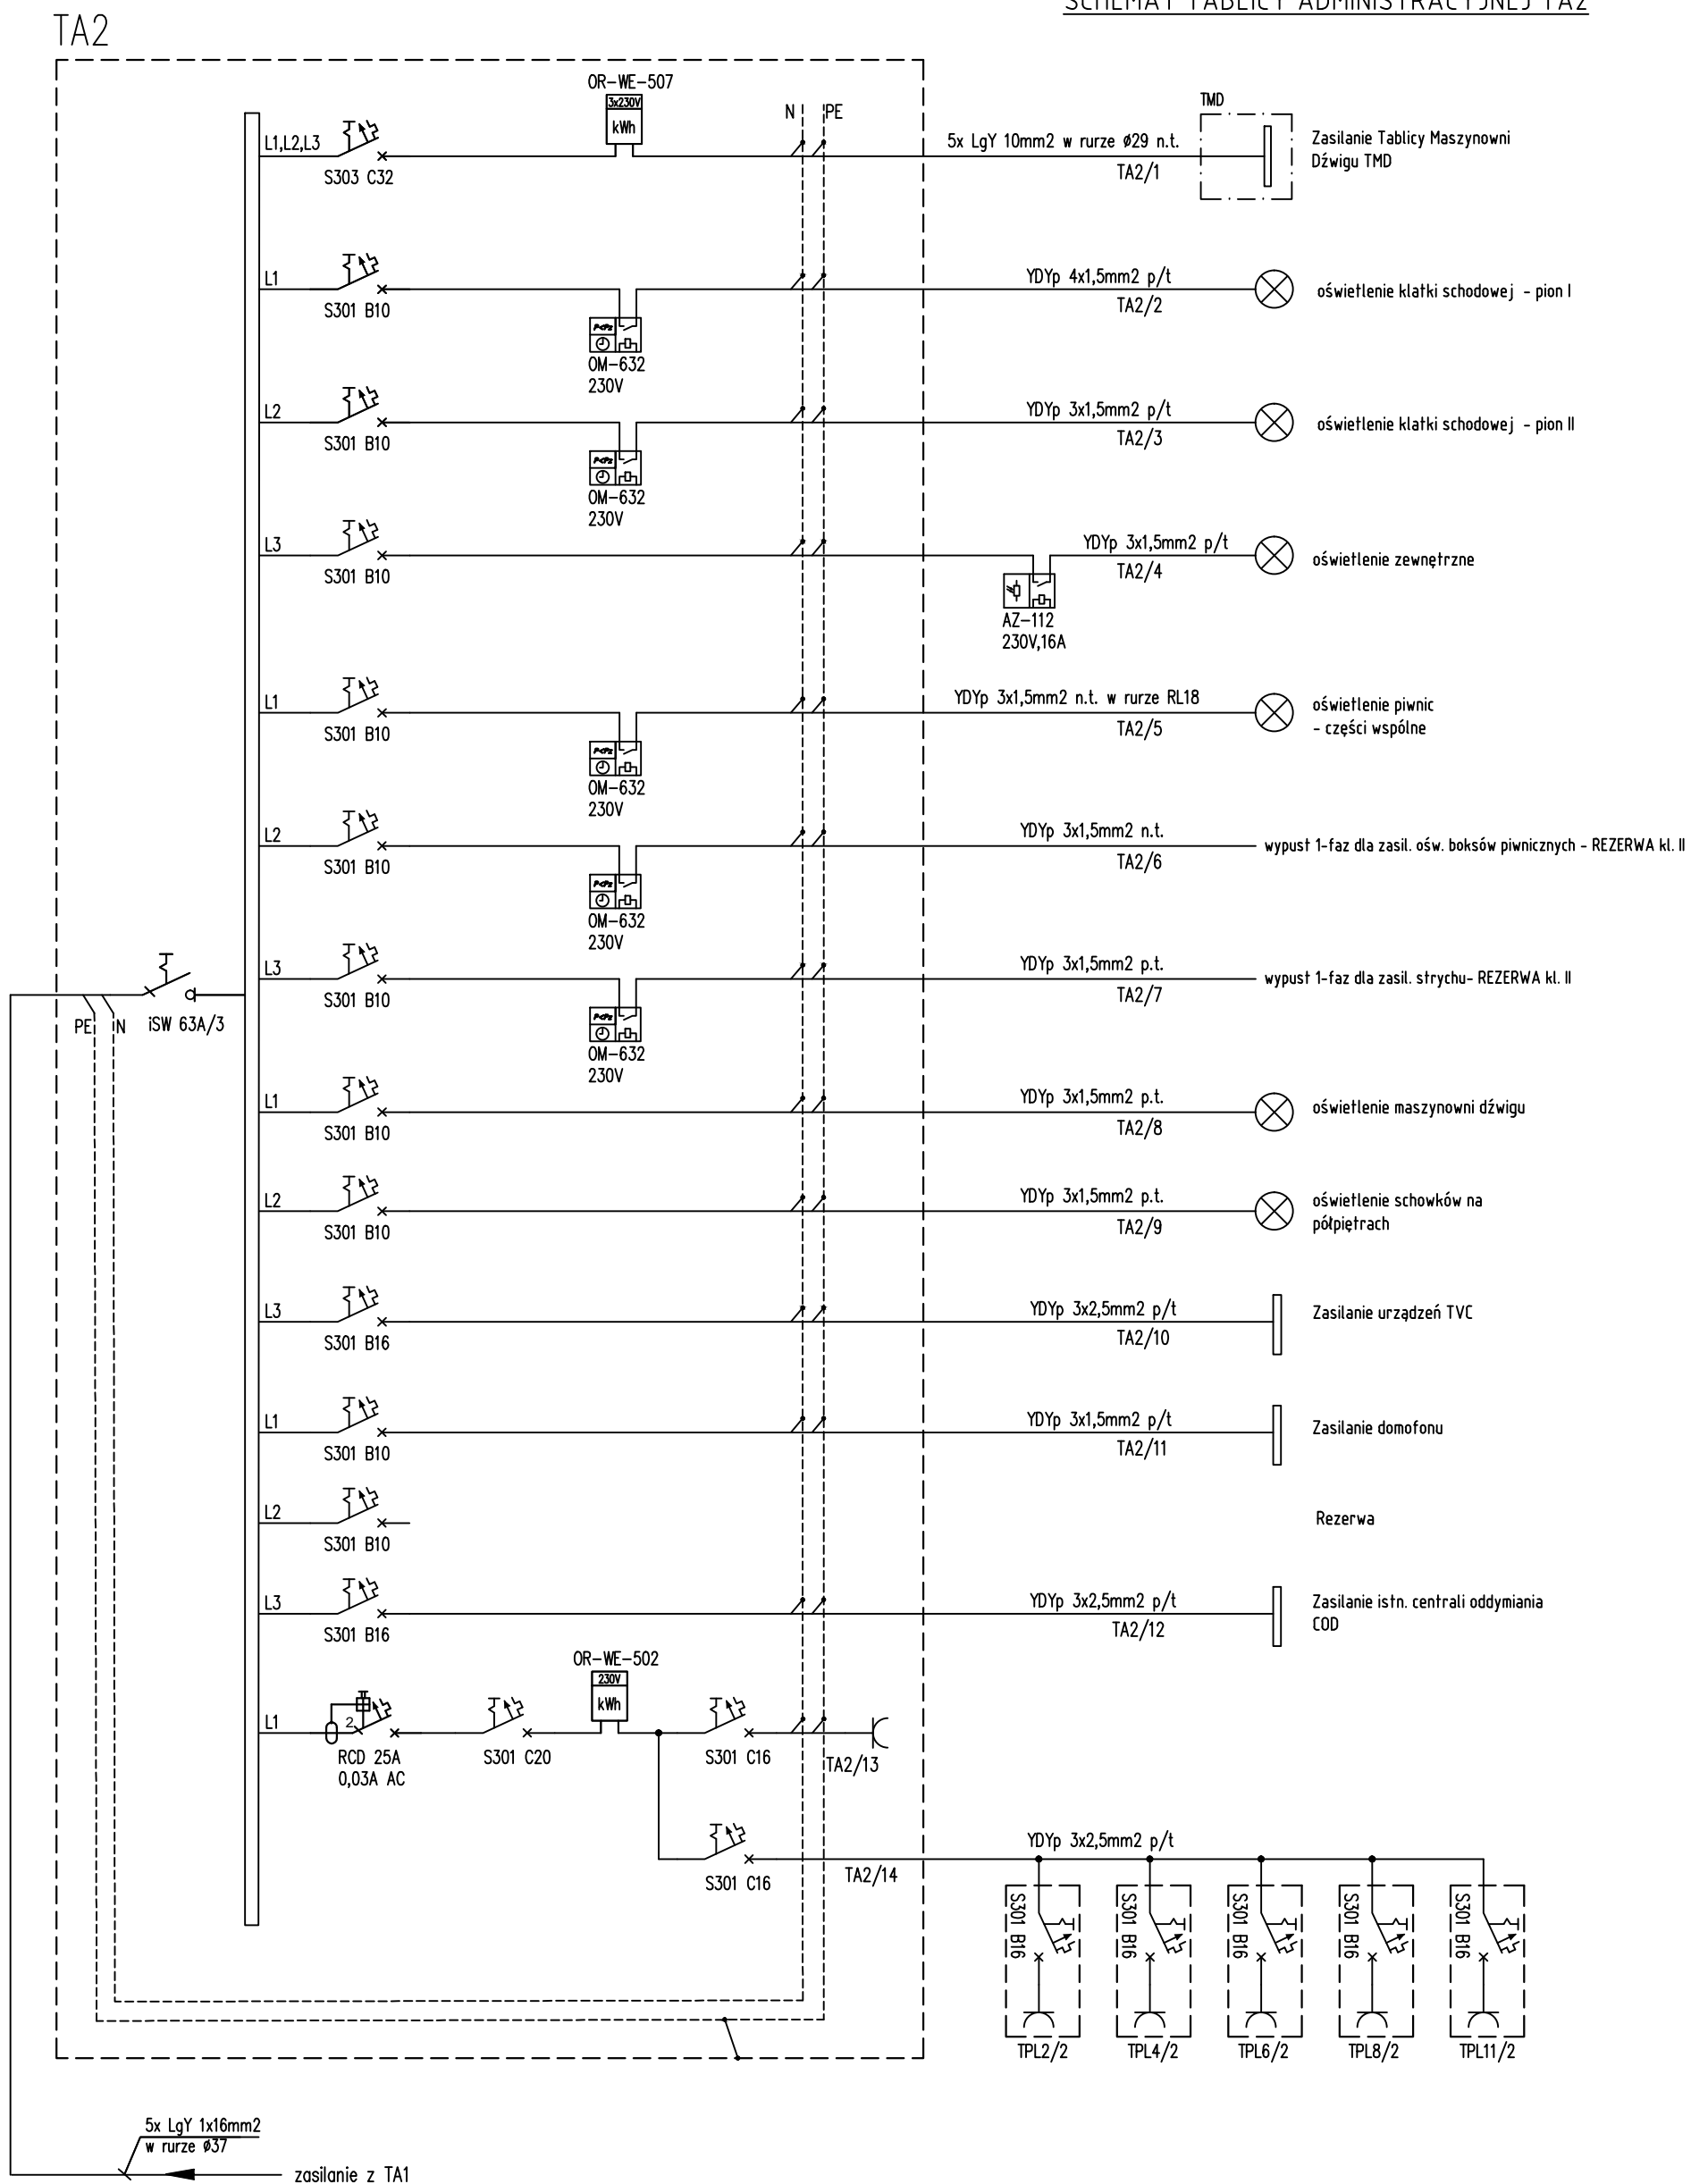 SCHEMAT TABLICY ADMINISTRACYJNEJ TA2
TA2
OR-WE-507
3x230V
kWh
N
PE
L1,L2,L3
S303 C32
5x LgY 10mm2 w rurze ø29 n.t.
TA2/1
TMD
Zasilanie Tablicy Maszynowni
Dźwigu TMD
L1
S301 B10
P<Pz
OM-632
230V
YDYp 4x1,5mm2 p/t
TA2/2
oświetlenie klatki schodowej - pion I
L2
S301 B10
P<Pz
OM-632
230V
YDYp 3x1,5mm2 p/t
TA2/3
oświetlenie klatki schodowej - pion II
L3
S301 B10
AZ-112
230V,16A
YDYp 3x1,5mm2 p/t
TA2/4
oświetlenie zewnętrzne
L1
S301 B10
P<Pz
OM-632
230V
YDYp 3x1,5mm2 n.t. w rurze RL18
TA2/5
oświetlenie piwnic
- części wspólne
L2
S301 B10
P<Pz
OM-632
230V
YDYp 3x1,5mm2 n.t.
TA2/6
wypust 1-faz dla zasil. ośw. boksów piwnicznych - REZERWA kl. II
L3
S301 B10
P<Pz
OM-632
230V
YDYp 3x1,5mm2 p.t.
TA2/7
wypust 1-faz dla zasil. strychu- REZERWA kl. II
PE
N
iSW 63A/3
L1
S301 B10
YDYp 3x1,5mm2 p.t.
TA2/8
oświetlenie maszynowni dźwigu
L2
S301 B10
YDYp 3x1,5mm2 p.t.
TA2/9
oświetlenie schowków na
półpiętrach
L3
S301 B16
YDYp 3x2,5mm2 p/t
TA2/10
Zasilanie urządzeń TVC
L1
S301 B10
YDYp 3x1,5mm2 p/t
TA2/11
Zasilanie domofonu
L2
S301 B10
Rezerwa
L3
S301 B16
YDYp 3x2,5mm2 p/t
TA2/12
Zasilanie istn. centrali oddymiania
COD
L1
2
RCD 25A
0,03A AC
S301 C20
OR-WE-502
230V
kWh
S301 C16
TA2/13
S301 C16
TA2/14
YDYp 3x2,5mm2 p/t
S301 B16
S301 B16
S301 B16
S301 B16
S301 B16
TPL2/2
TPL4/2
TPL6/2
TPL8/2
TPL11/2
5x LgY 1x16mm2
w rurze ø37
zasilanie z TA1